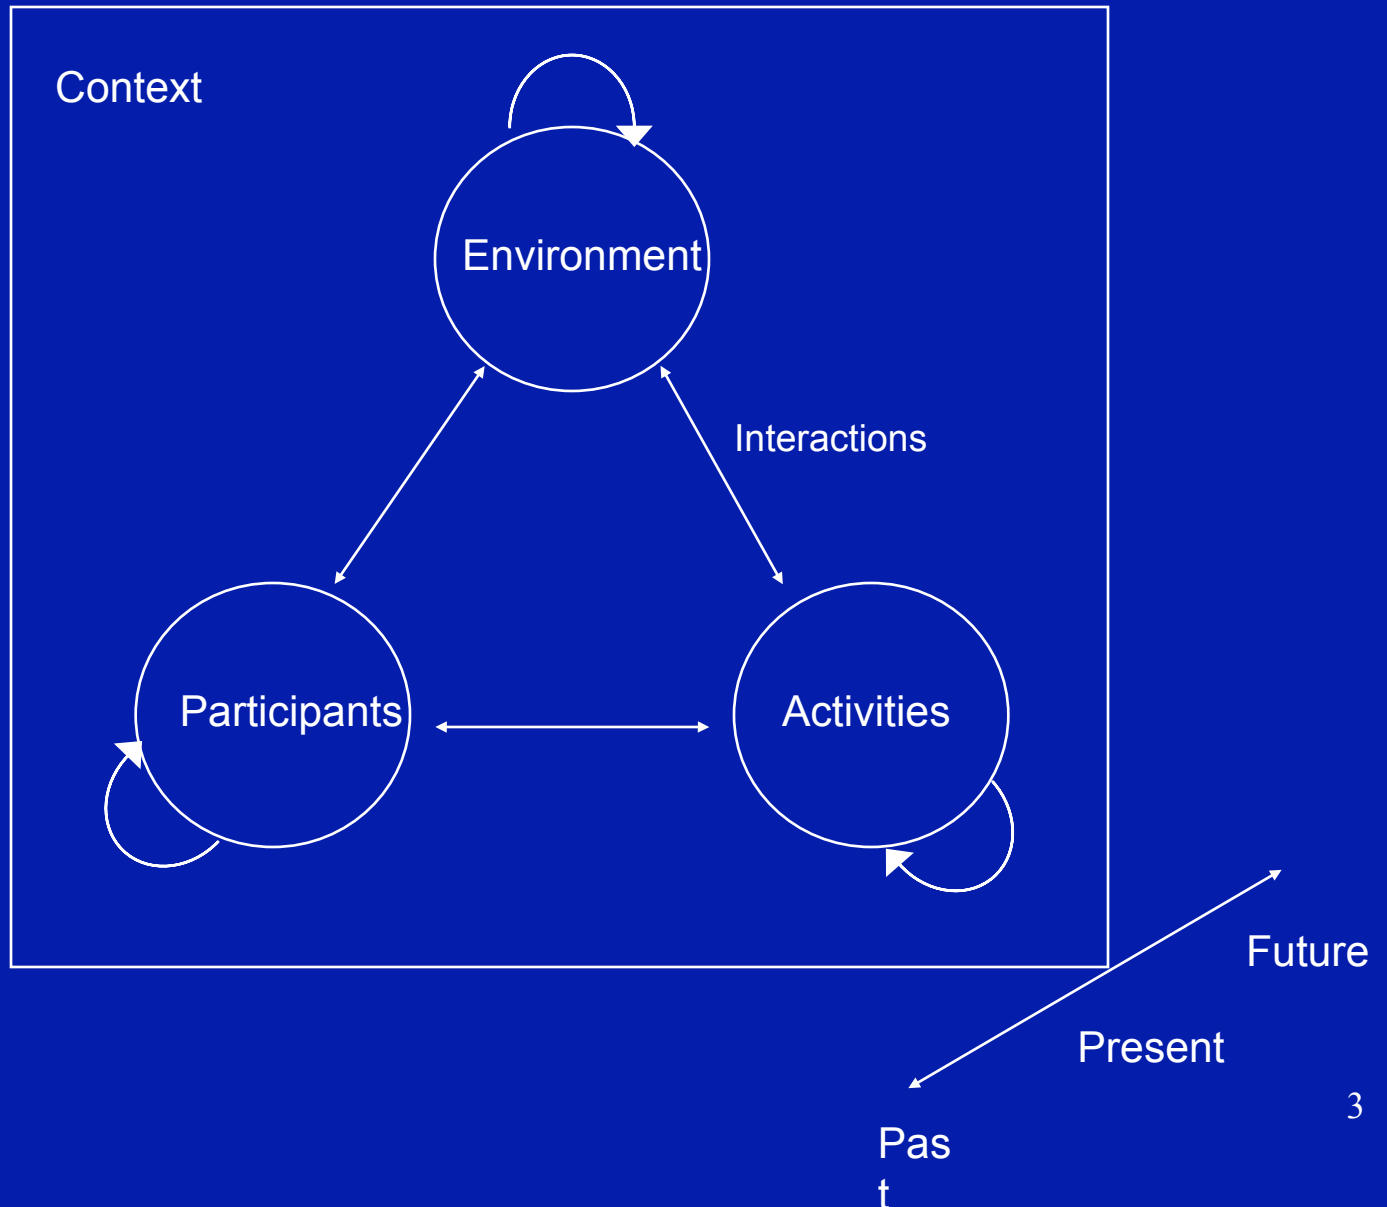 Context
Environment
Interactions
Participants
Activities
Future
Present
3
Pas
t